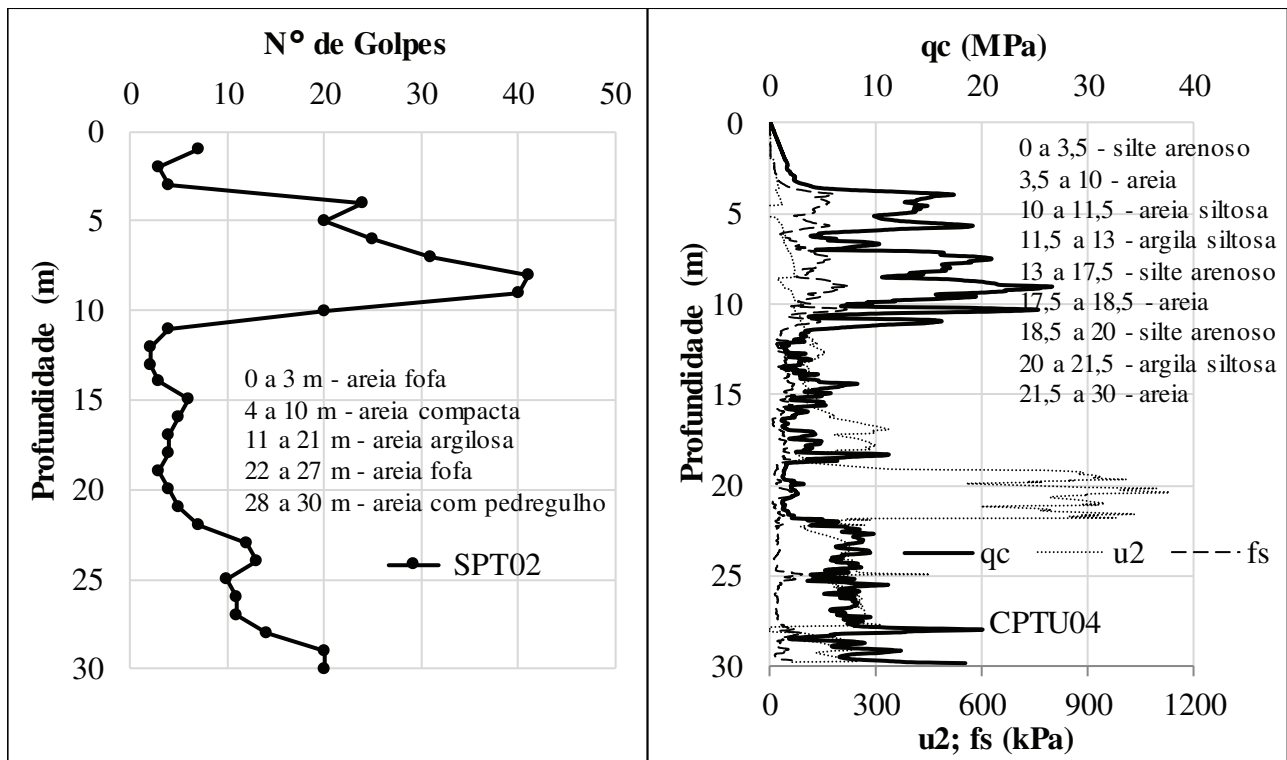 N° de Golpes
0 10 20 30 40 50
Profundidade (m)
0
5
10
15
20
25
30
0 a 3 m - areia fofa
4 a 10 m - areia compacta
11 a 21 m - areia argilosa
22 a 27 m - areia fofa
28 a 30 m - areia com pedregulho
SPT02
qc (MPa)
0 10 20 30 40
Profundidade (m)
0
5
10
15
20
25
30
0 a 3,5 - silte arenoso
3,5 a 10 - areia
10 a 11,5 - areia siltosa
11,5 a 13 - argila siltosa
13 a 17,5 - silte arenoso
17,5 a 18,5 - areia
18,5 a 20 - silte arenoso
20 a 21,5 - argila siltosa
21,5 a 30 - areia
qc u2 fs
CPTU04
0 300 600 900 1200
u2; fs (kPa)